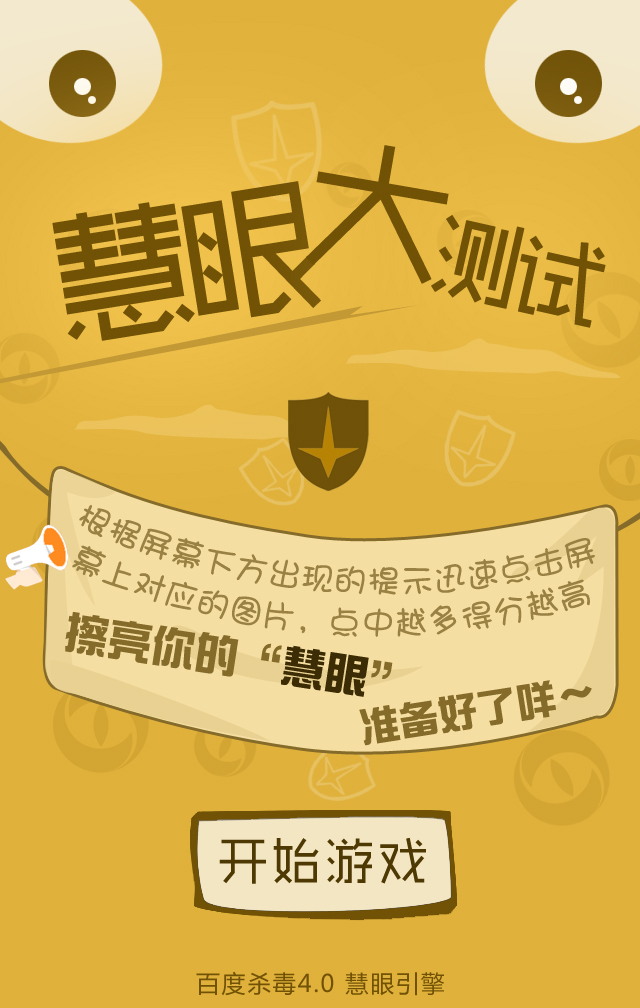 慧眼大测试
根据屏幕下方出现的提示迅速点击屏
幕上对应的图片，点中越多得分越高
擦亮你的“慧眼”
准备好了咩～
开始游戏
百度杀毒4.0 慧眼引擎